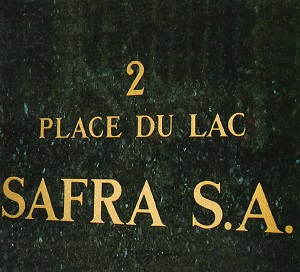 2
PLACE DU LAC
SAFRA S.A.